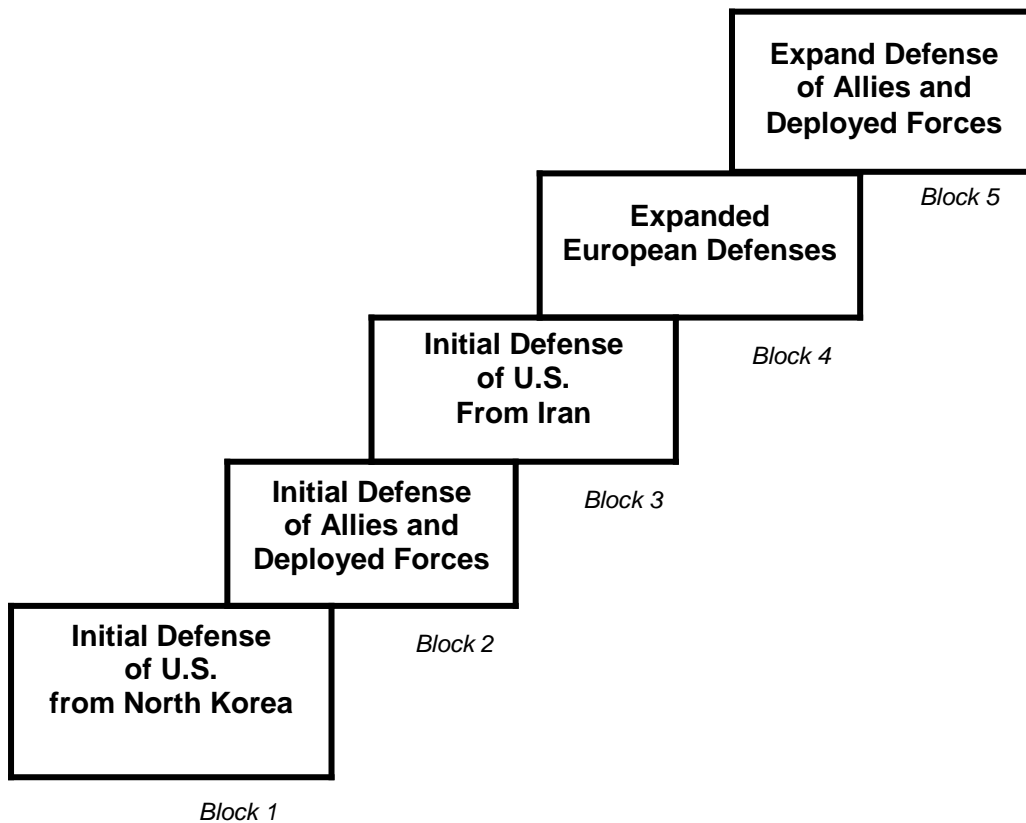 Expand Defense
of Allies and
Deployed Forces
Block 5
Expanded
European Defenses
Block 4
Initial Defense
of U.S.
From Iran
Block 3
Initial Defense
of Allies and
Deployed Forces
Block 2
Initial Defense
of U.S.
from North Korea
Block 1